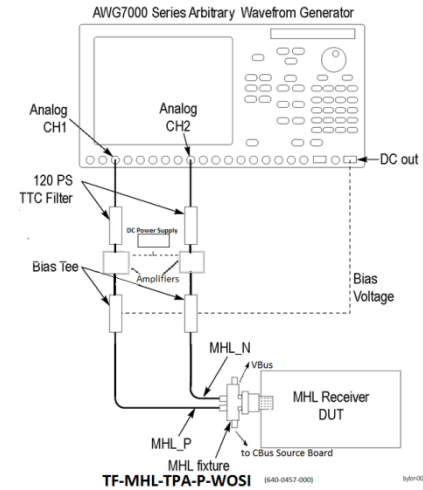 AWG7000 Series Arbitrary Wavefrom Generator
Analog
CH1
Analog
CH2
DC out
120 PS
TTC Filter
DC Power Supply
Bias Tee
Amplifiers
Bias
Voltage
MHL_N
VBus
MHL Receiver
DUT
MHL_P
to CBus Source Board
MHL fixture
TF-MHL-TPA-P-WOSI (640-0457-000)